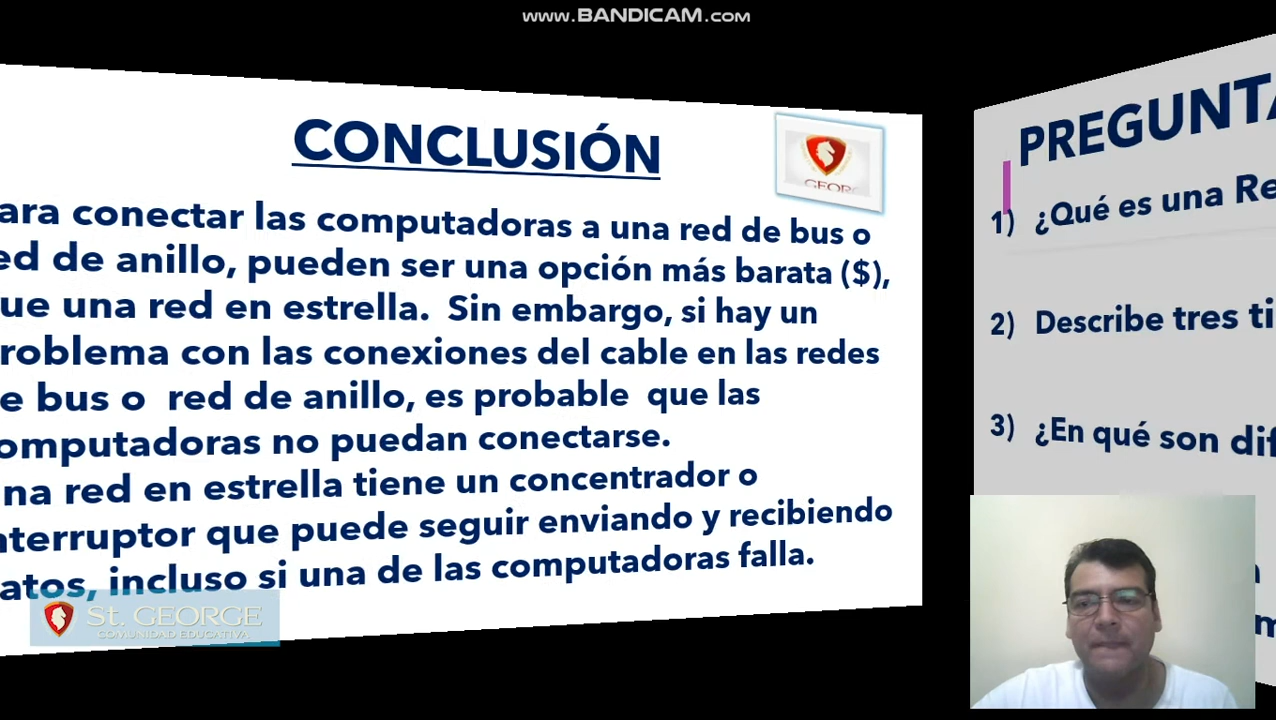 www.BANDICAM.com
CONCLUSIÓN
GEOR
ara conectar las computadoras a una red de bus o
ed de anillo, pueden ser una opción más barata ($),
ue una red en estrella. Sin embargo, si hay un
roblema con las conexiones del cable en las redes
e bus o red de anillo, es probable que las
omputadoras no puedan conectarse.
na red en estrella tiene un concentrador o
nterruptor que puede seguir enviando y recibiendo
atos, incluso si una de las computadoras falla.
St. GEORGE
COMUNIDAD EDUCATIVA
PREGUNTA
1) ¿Qué es una Re
2) Describe tres ti
3) ¿En qué son dif